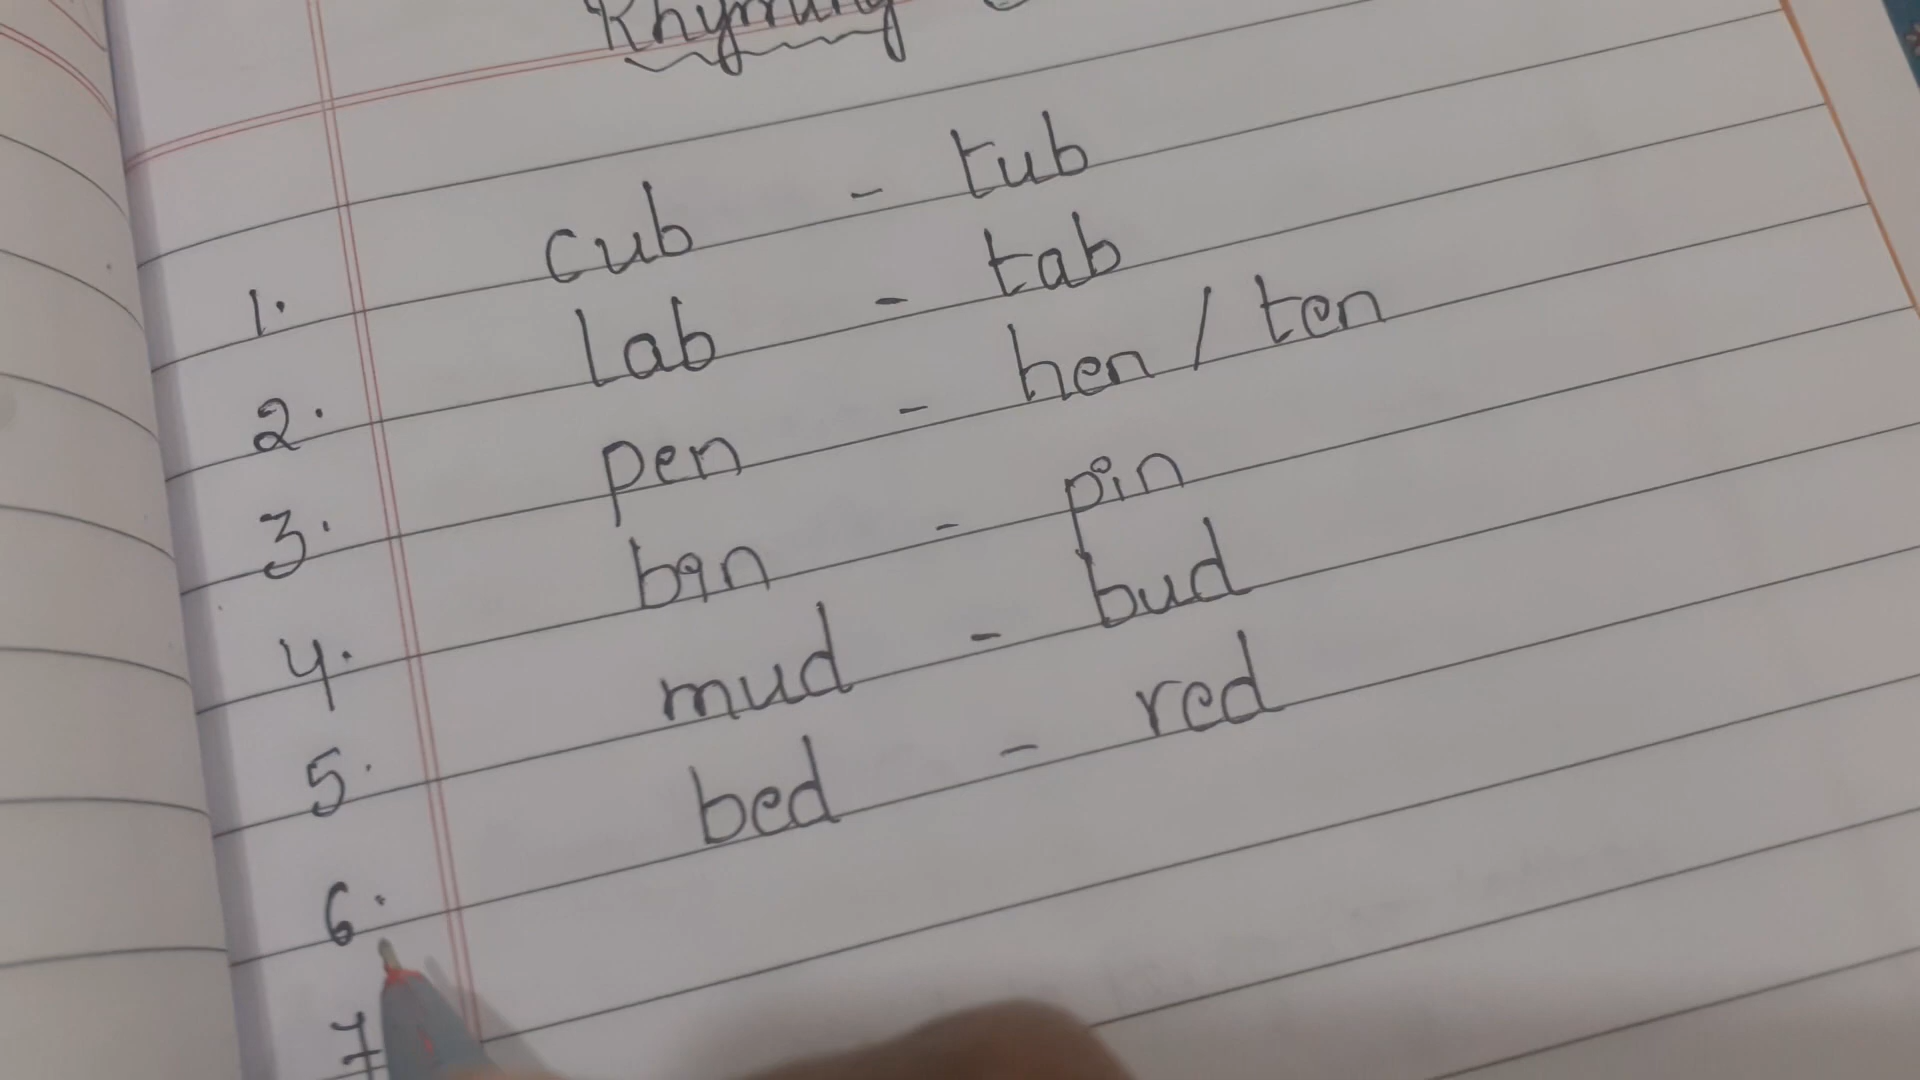 Rhyming
1. cub - tub
2. lab - tab
3. pen - hen / ten
4. bin - pin
5. mud - bud
6. bed - red
7